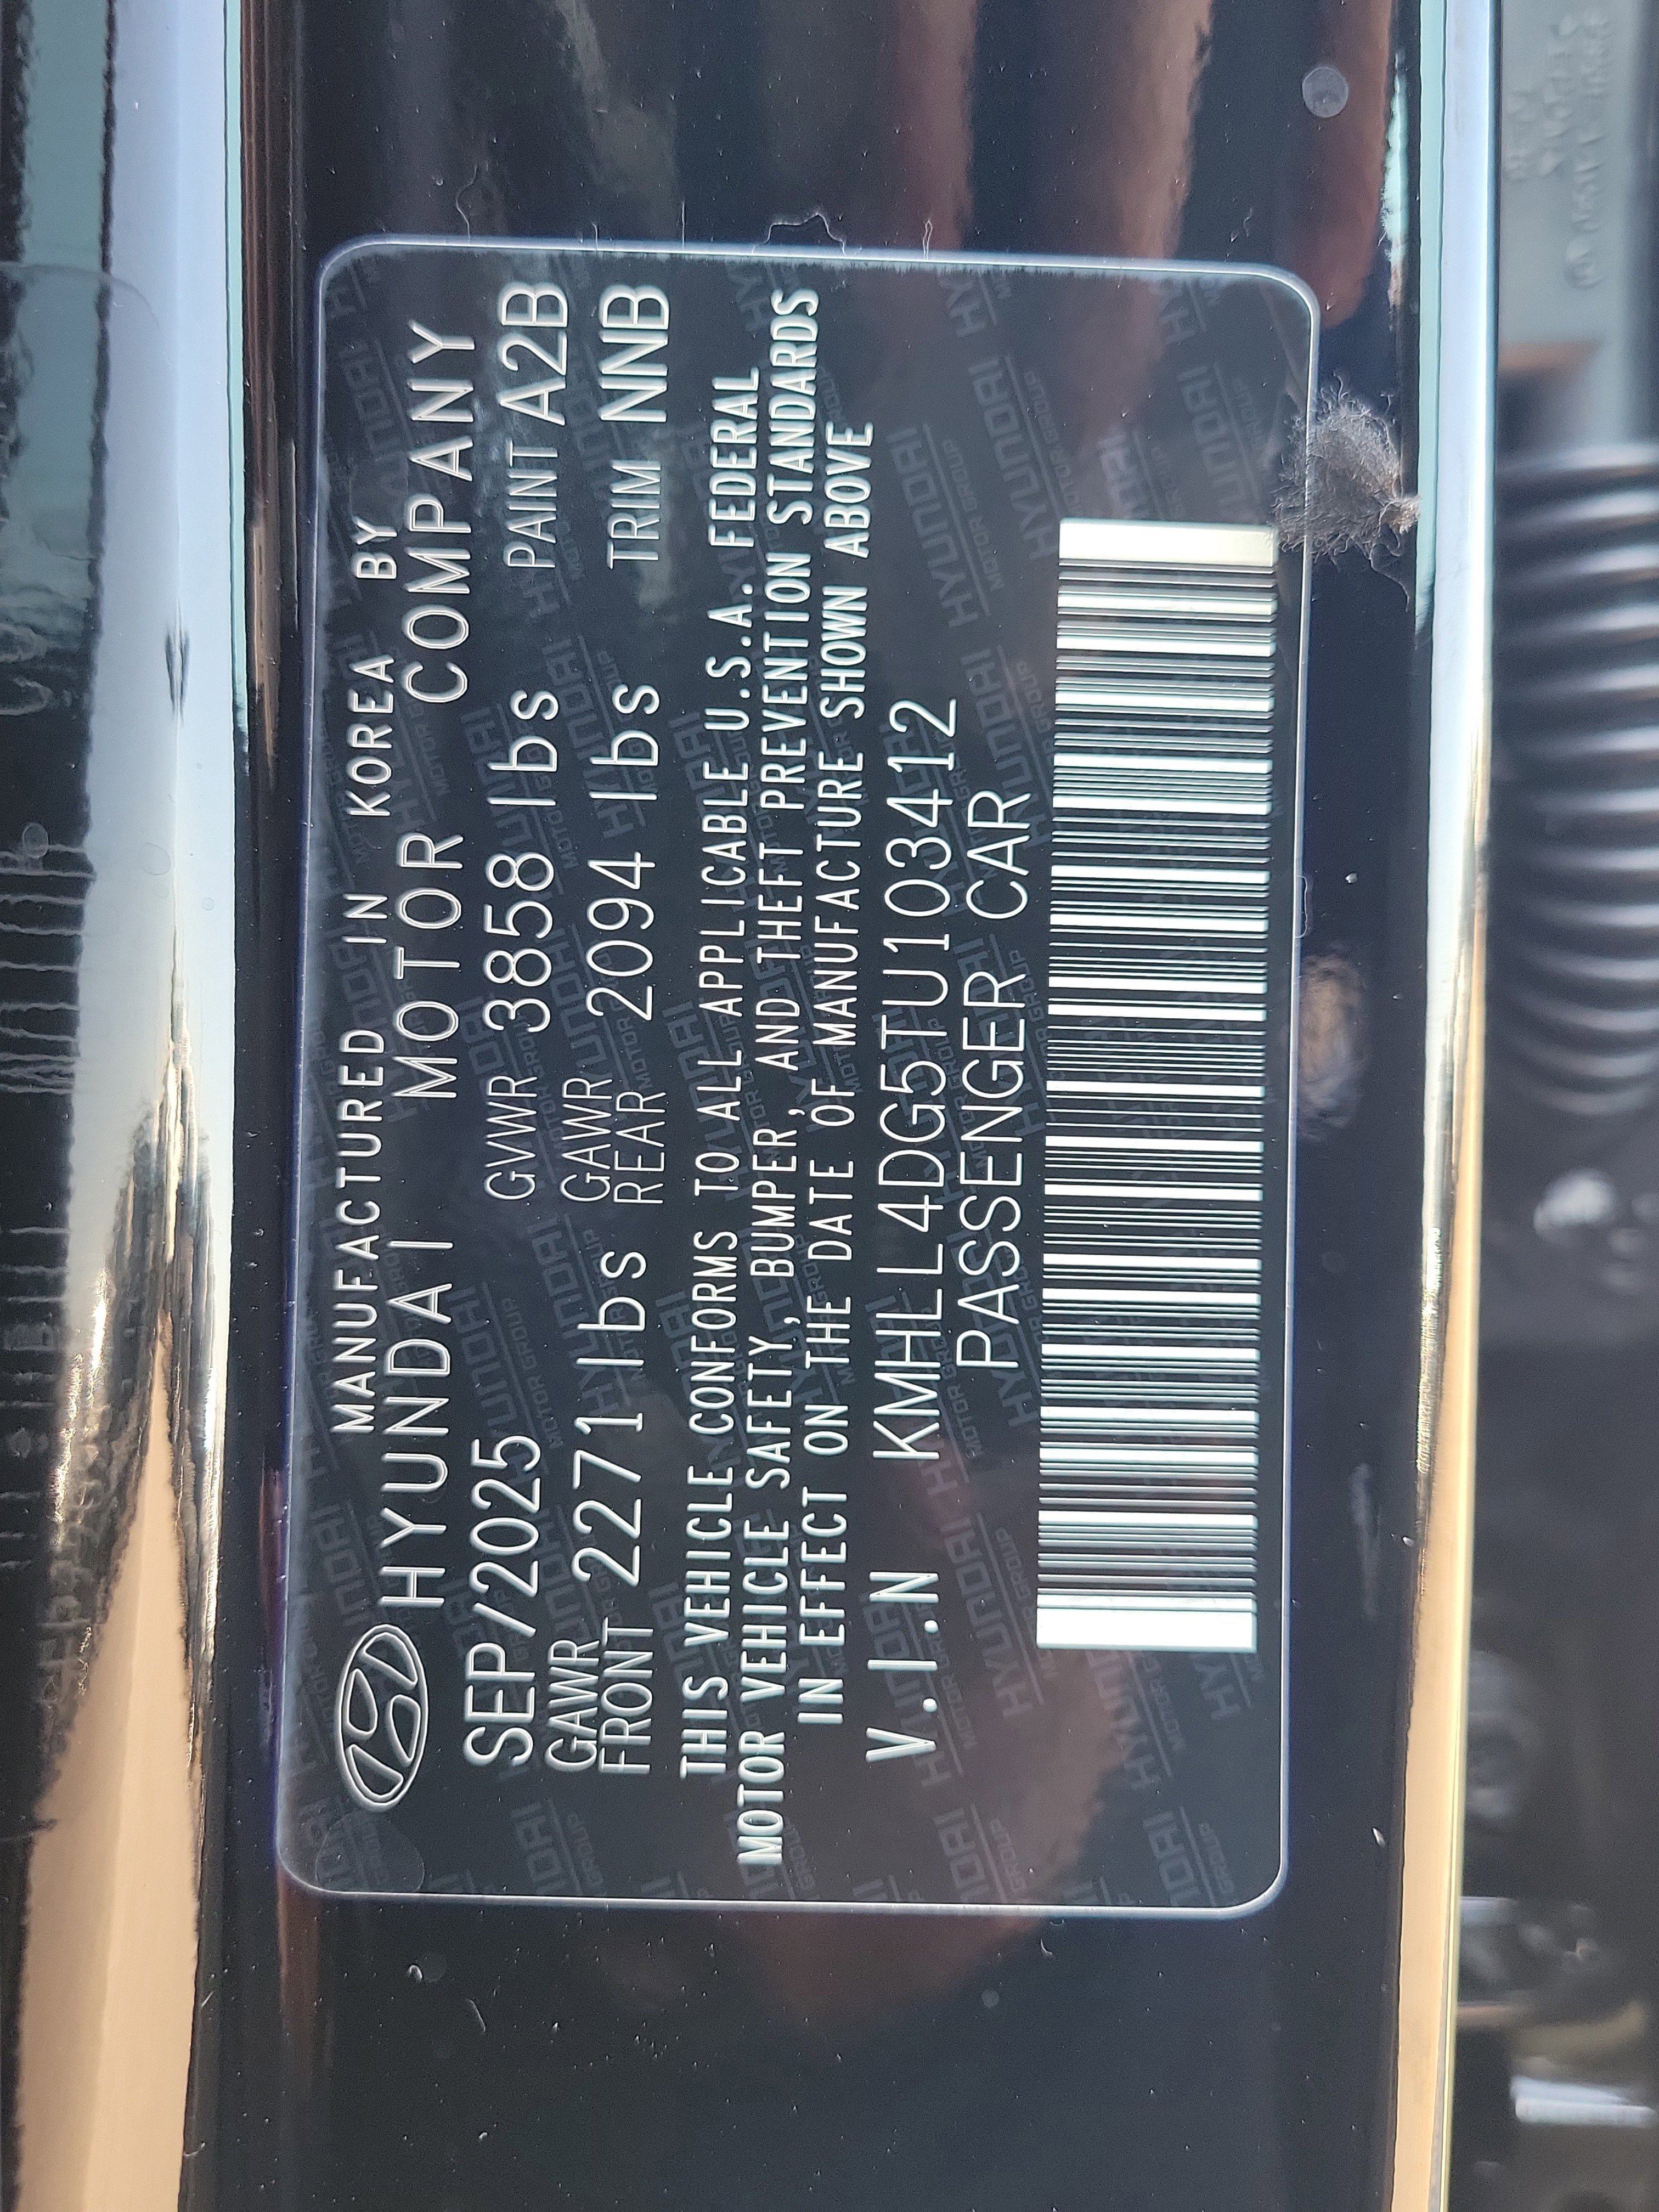 MANUFACTURED IN KOREA BY
HYUNDAI MOTOR COMPANY
SEP/2025 GVWR 3858 lbs PAINT A2B
GAWR FRONT 2271 lbs GAWR REAR 2094 lbs TRIM NNB
THIS VEHICLE CONFORMS TO ALL APPLICABLE U.S.A. FEDERAL
MOTOR VEHICLE SAFETY, BUMPER, AND THEFT PREVENTION STANDARDS
IN EFFECT ON THE DATE OF MANUFACTURE SHOWN ABOVE
V.I.N KMHLL4DG5TU103412
PASSENGER CAR